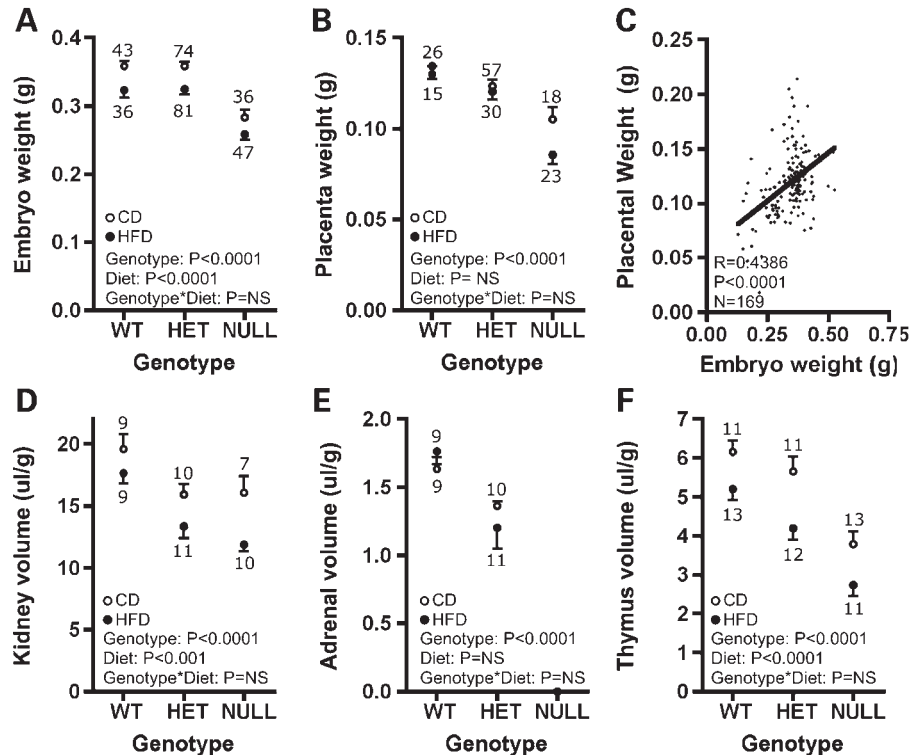 A
Embryo weight (g)
0.4
0.3
0.2
0.1
0.0
43
74
36
36
81
47
CD
HFD
Genotype: P<0.0001
Diet: P<0.0001
Genotype*Diet: P=NS
WT HET NULL
Genotype
B
Placenta weight (g)
0.15
0.10
0.05
0.00
26
57
18
15
30
23
CD
HFD
Genotype: P<0.0001
Diet: P= NS
Genotype*Diet: P=NS
WT HET NULL
Genotype
C
Placental Weight (g)
0.25
0.20
0.15
0.10
0.05
0.00
R=0.4386
P<0.0001
N=169
0.00 0.25 0.50 0.75
Embryo weight (g)
D
Kidney volume (ul/g)
20
15
10
5
0
9
10
7
9
11
10
CD
HFD
Genotype: P<0.0001
Diet: P<0.001
Genotype*Diet: P=NS
WT HET NULL
Genotype
E
Adrenal volume (ul/g)
2.0
1.5
1.0
0.5
0.0
9
10
9
11
CD
HFD
Genotype: P<0.0001
Diet: P=NS
Genotype*Diet: P=NS
WT HET NULL
Genotype
F
Thymus volume (ul/g)
7
6
5
4
3
2
1
0
11
11
13
13
12
11
CD
HFD
Genotype: P<0.0001
Diet: P<0.0001
Genotype*Diet: P=NS
WT HET NULL
Genotype